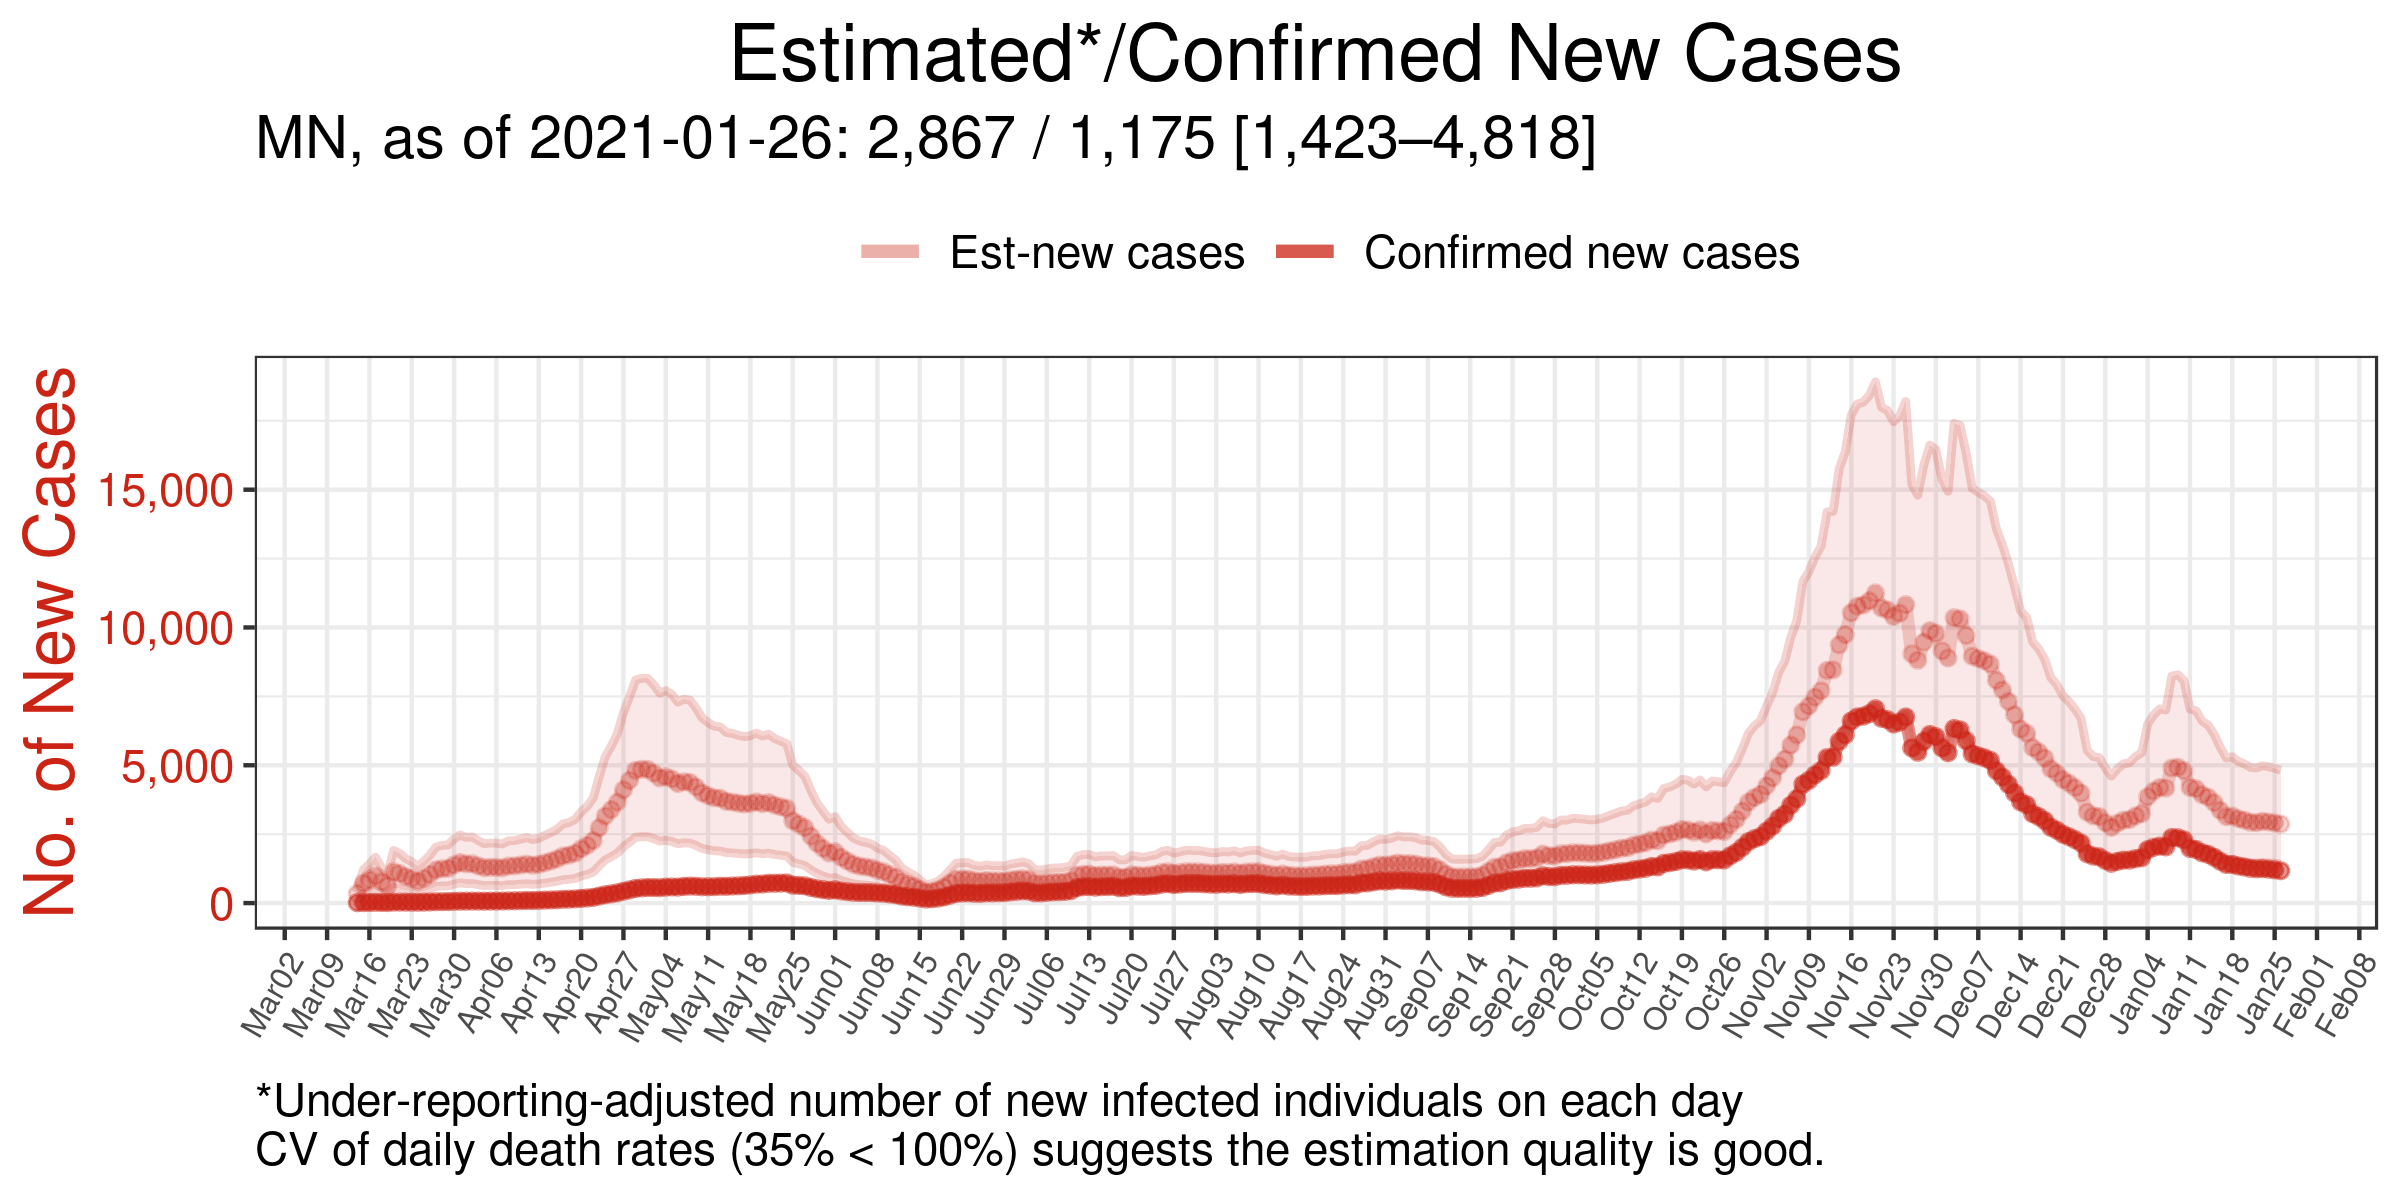 Estimated*/Confirmed New Cases
MN, as of 2021-01-26: 2,867 / 1,175 [1,423–4,818]
Est-new cases
Confirmed new cases
No. of New Cases
15,000
10,000
5,000
0
Mar02
Mar09
Mar16
Mar23
Mar30
Apr06
Apr13
Apr20
Apr27
May04
May11
May18
May25
Jun01
Jun08
Jun15
Jun22
Jun29
Jul06
Jul13
Jul20
Jul27
Aug03
Aug10
Aug17
Aug24
Aug31
Sep07
Sep14
Sep21
Sep28
Oct05
Oct12
Oct19
Oct26
Nov02
Nov09
Nov16
Nov23
Nov30
Dec07
Dec14
Dec21
Dec28
Jan04
Jan11
Jan18
Jan25
Feb01
Feb08
*Under-reporting-adjusted number of new infected individuals on each day
CV of daily death rates (35% < 100%) suggests the estimation quality is good.